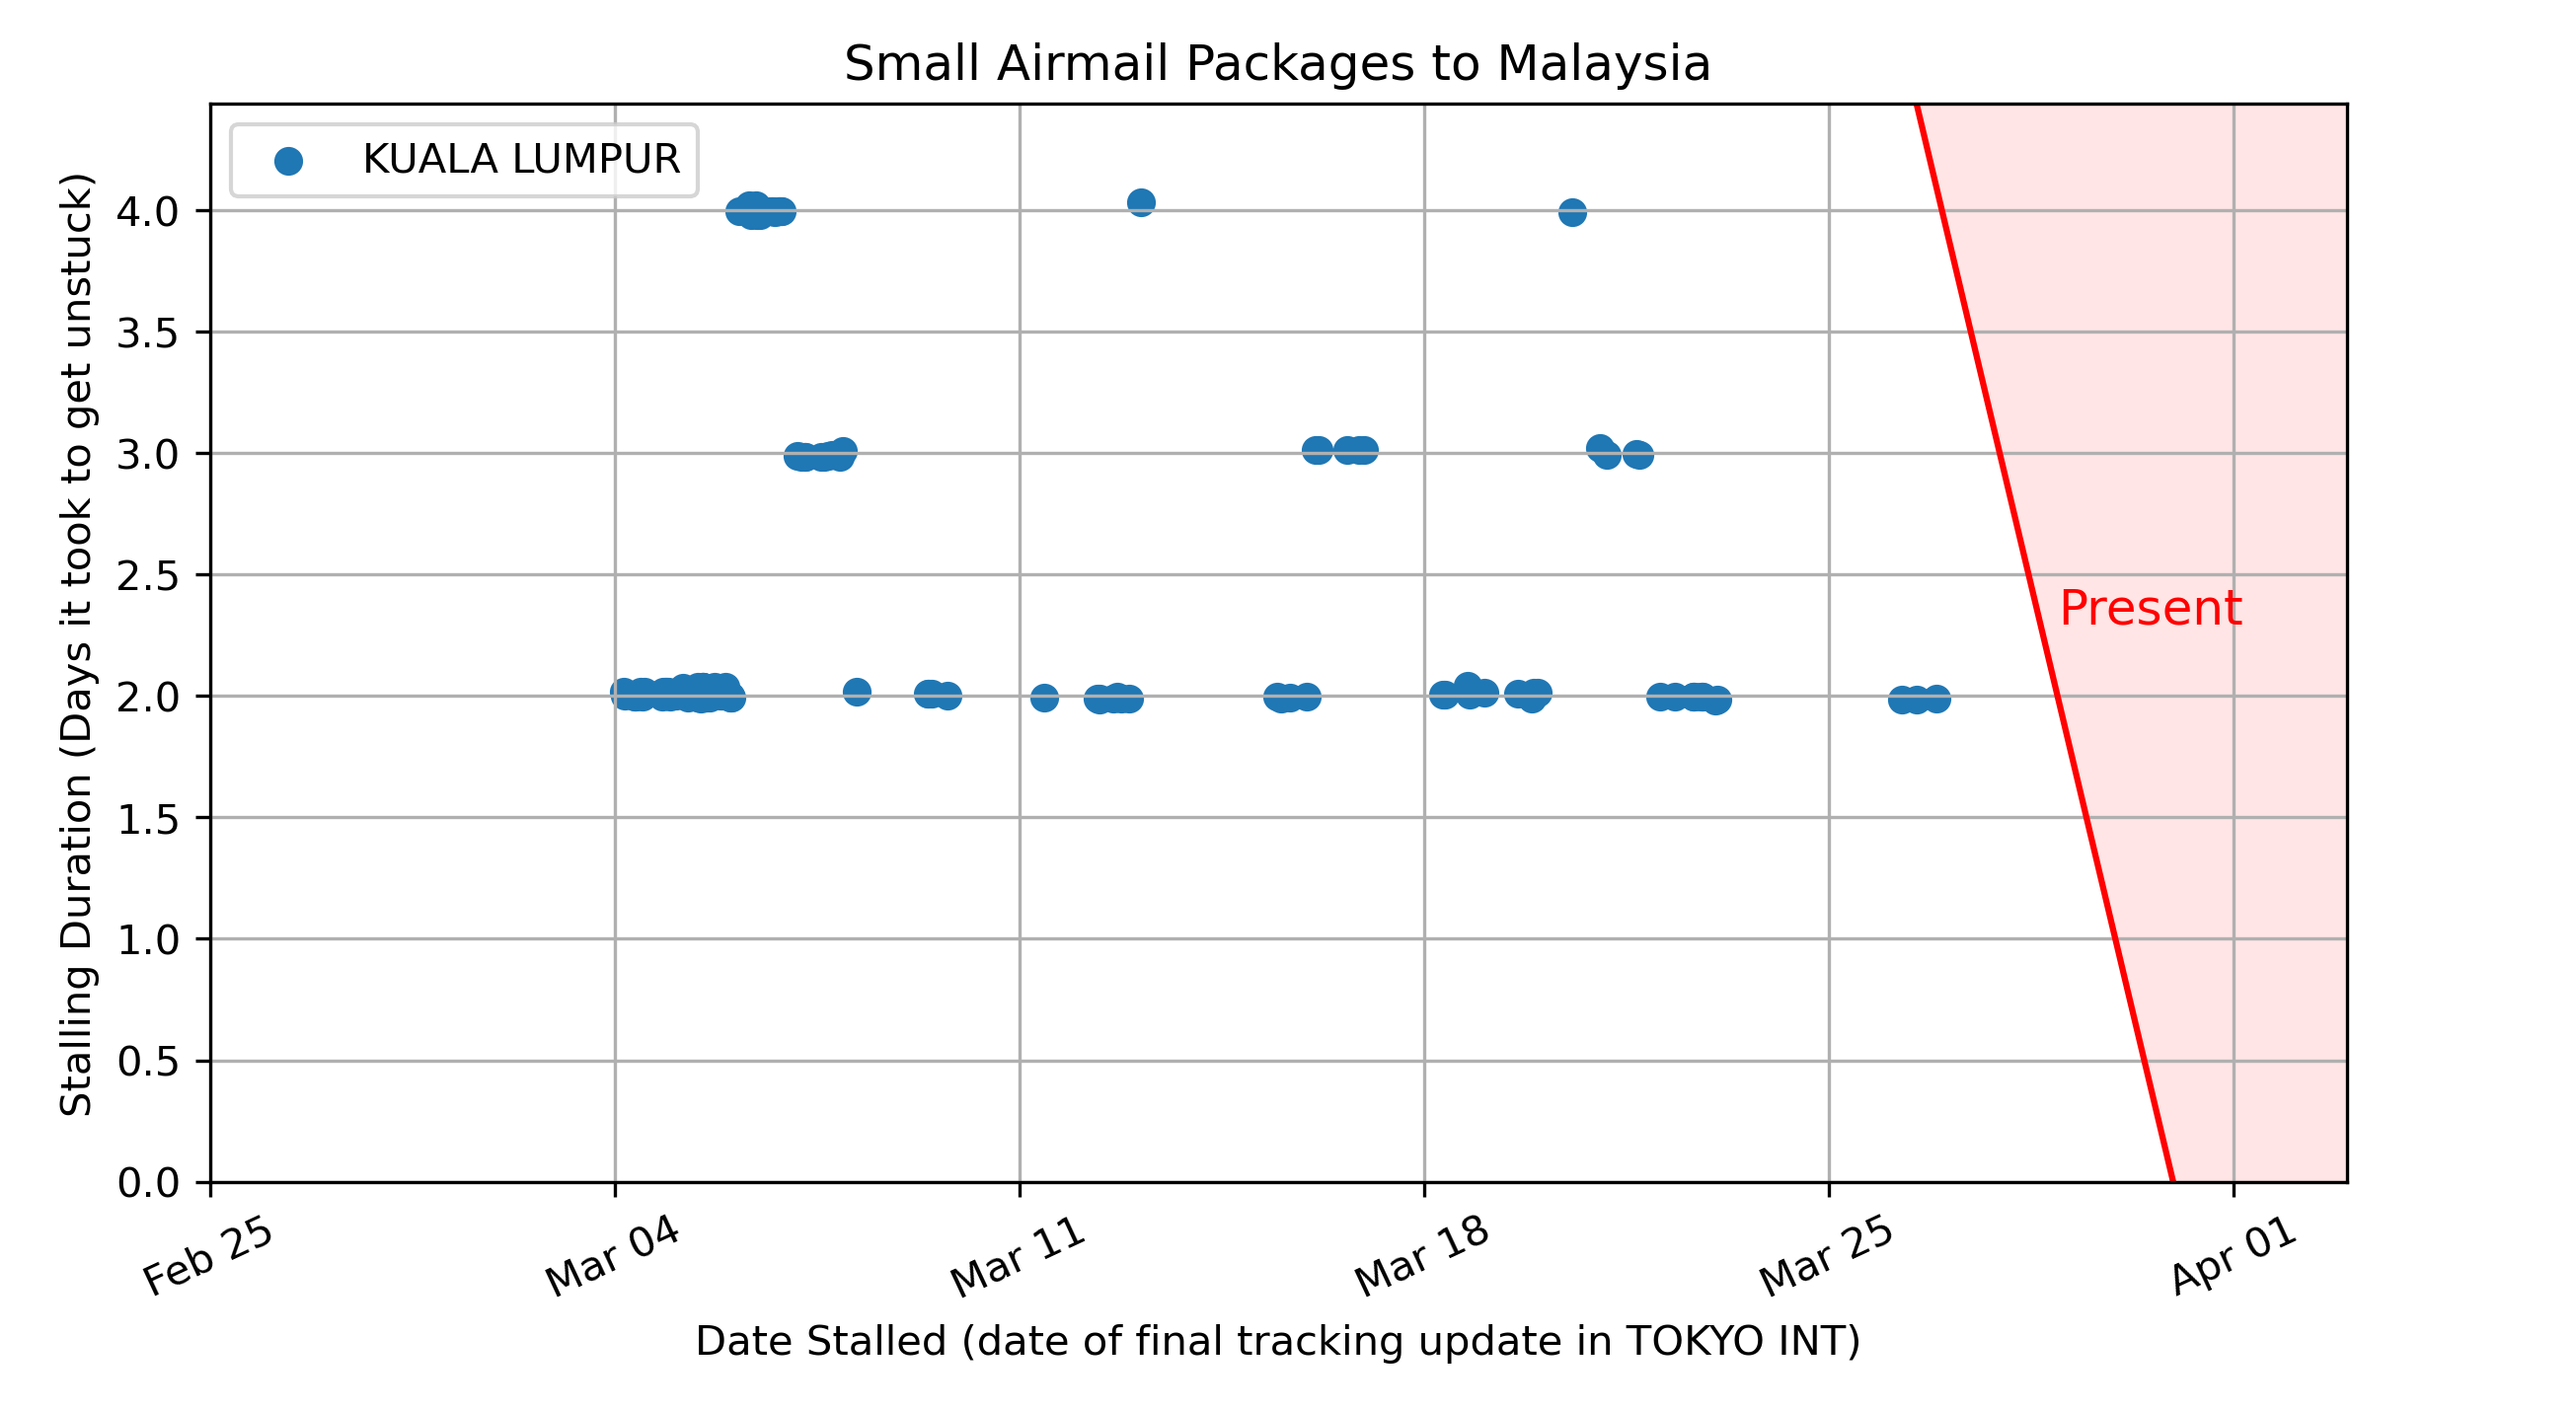 Small Airmail Packages to Malaysia
KUALA LUMPUR
Stalling Duration (Days it took to get unstuck)
4.0
3.5
3.0
2.5
2.0
1.5
1.0
0.5
0.0
Present
Feb 25
Mar 04
Mar 11
Mar 18
Mar 25
Apr 01
Date Stalled (date of final tracking update in TOKYO INT)